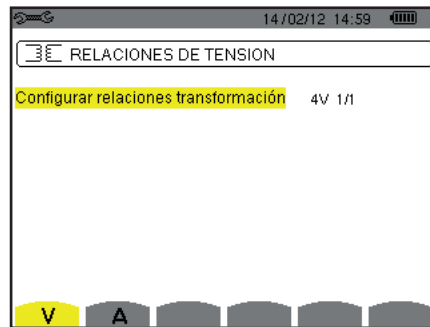 14/02/12 14:59
RELACIONES DE TENSION
Configurar relaciones transformación 4V 1/1
V A